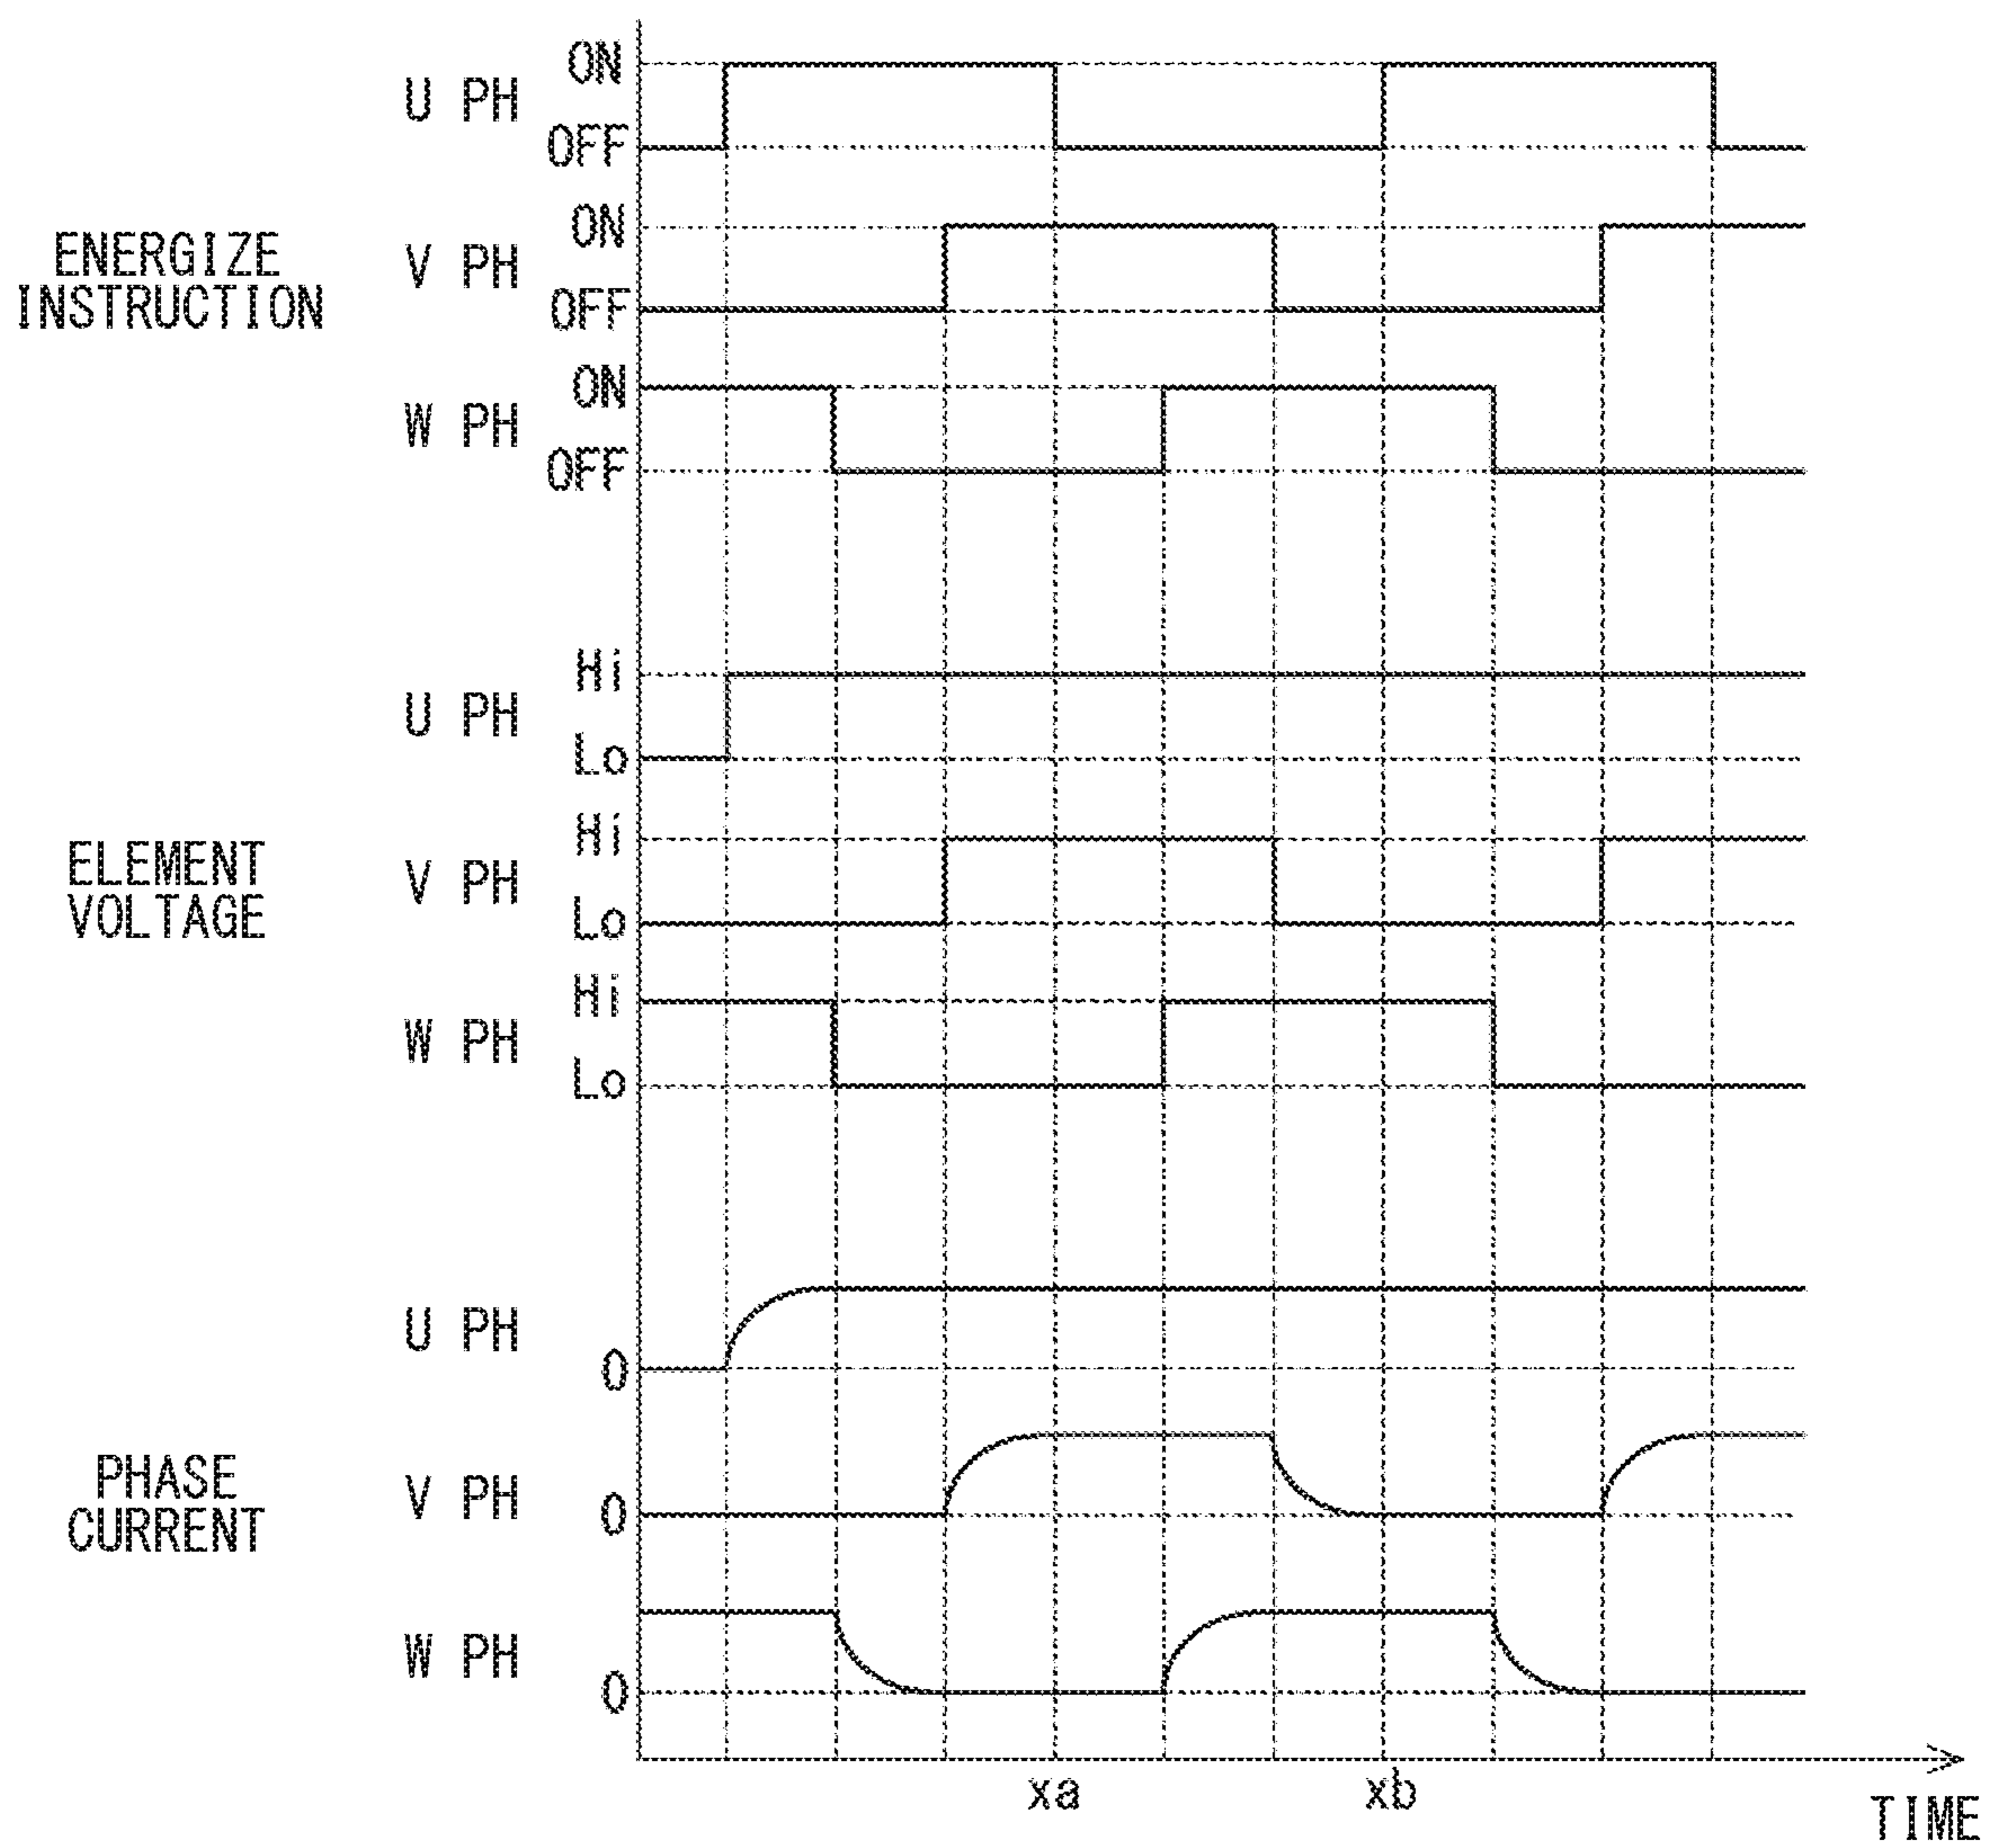 ENERGIZE
INSTRUCTION
U PH
ON
OFF
V PH
ON
OFF
W PH
ON
OFF
ELEMENT
VOLTAGE
U PH
Hi
Lo
V PH
Hi
Lo
W PH
Hi
Lo
PHASE
CURRENT
U PH
0
V PH
0
W PH
0
xa
xb
TIME